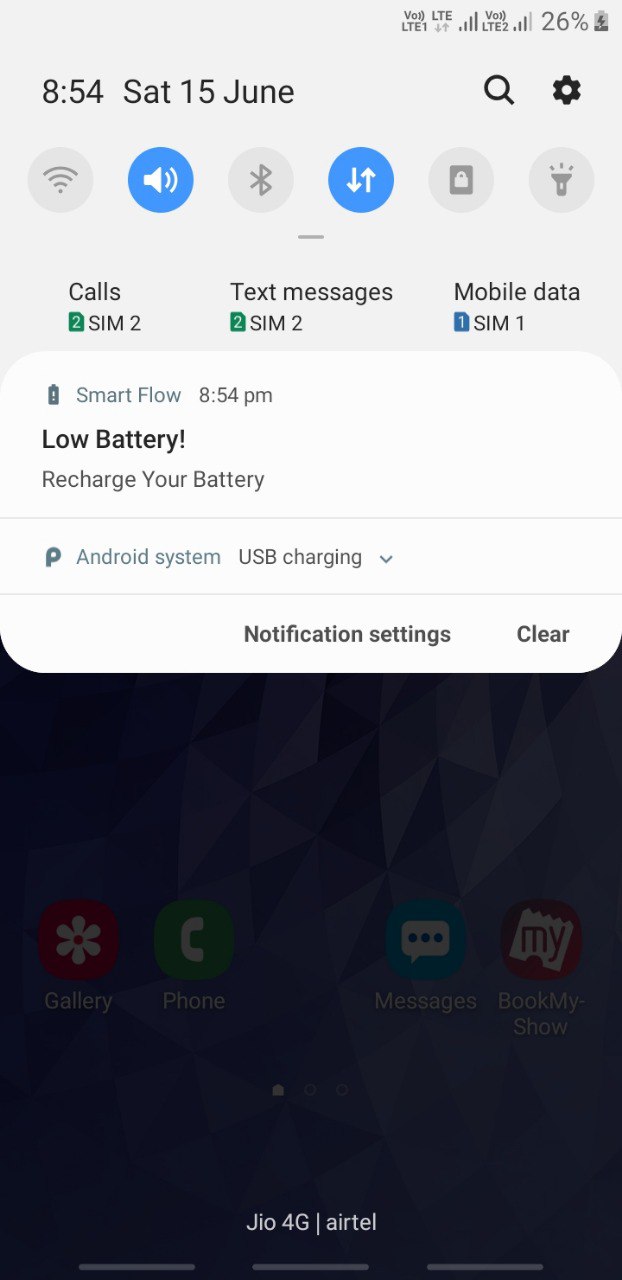 Vo)) LTE1 LTE Vo)) LTE2 26%
8:54 Sat 15 June
Calls Text messages Mobile data
2 SIM 2 2 SIM 2 1 SIM 1
Smart Flow 8:54 pm
Low Battery!
Recharge Your Battery
Android system USB charging
Notification settings Clear
my
Gallery Phone Messages BookMy-
Show
Jio 4G | airtel